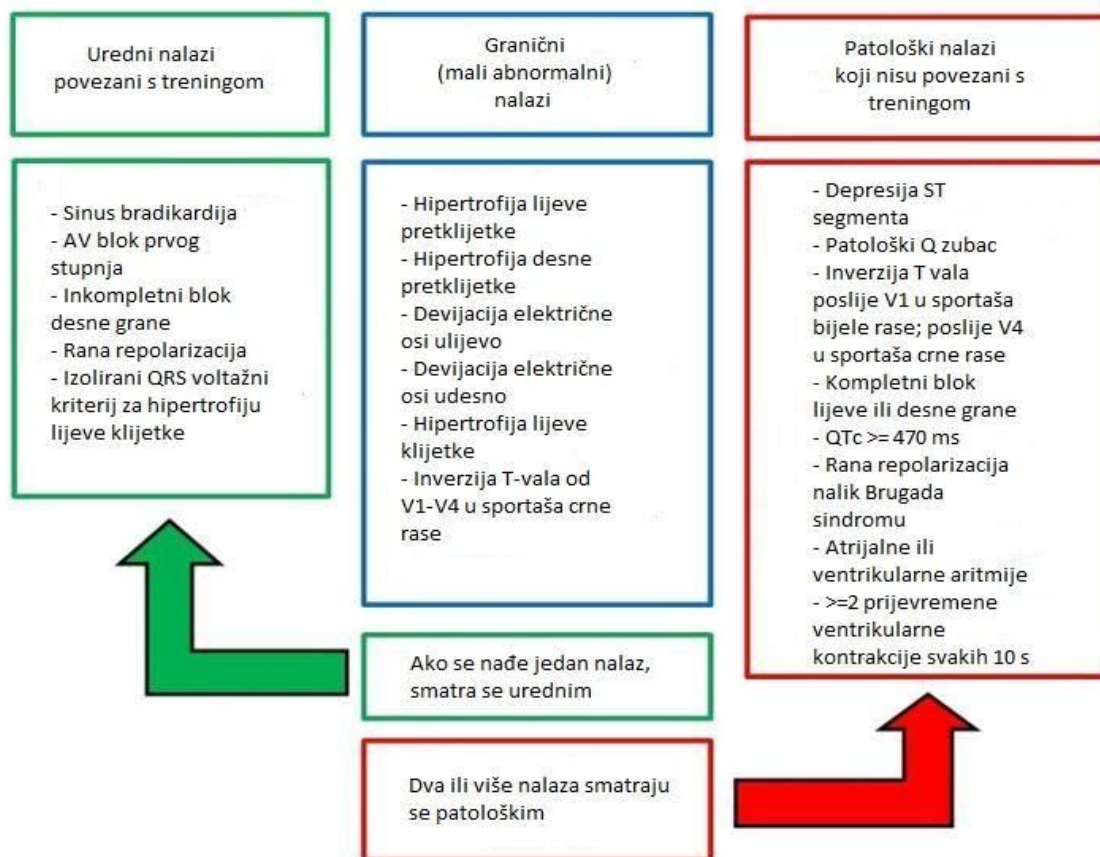 Uredni nalazi
povezani s treningom
Granični
(mali abnormalni)
nalazi
Patološki nalazi
koji nisu povezani s
treningom
- Sinus bradikardija
- AV blok prvog
stupnja
- Inkompletni blok
desne grane
- Rana repolarizacija
- Izolirani QRS voltažni
kriterij za hipertrofiju
lijeve klijetke
- Hipertrofija lijeve
pretklijetke
- Hipertrofija desne
pretklijetke
- Devijacija električne
osi ulijevo
- Devijacija električne
osi udesno
- Hipertrofija lijeve
klijetke
- Inverzija T-vala od
V1-V4 u sportaša crne
rase
- Depresija ST
segmenta
- Patološki Q zubac
- Inverzija T vala
poslije V1 u sportaša
bijele rase; poslije V4
u sportaša crne rase
- Kompletni blok
lijeve ili desne grane
- QTc >= 470 ms
- Rana repolarizacija
nalik Brugada
sindromu
- Atrijalne ili
ventrikularne aritmije
- >=2 prijevremene
ventrikularne
kontrakcije svakih 10 s
Ako se nađe jedan nalaz,
smatra se urednim
Dva ili više nalaza smatraju
se patološkim